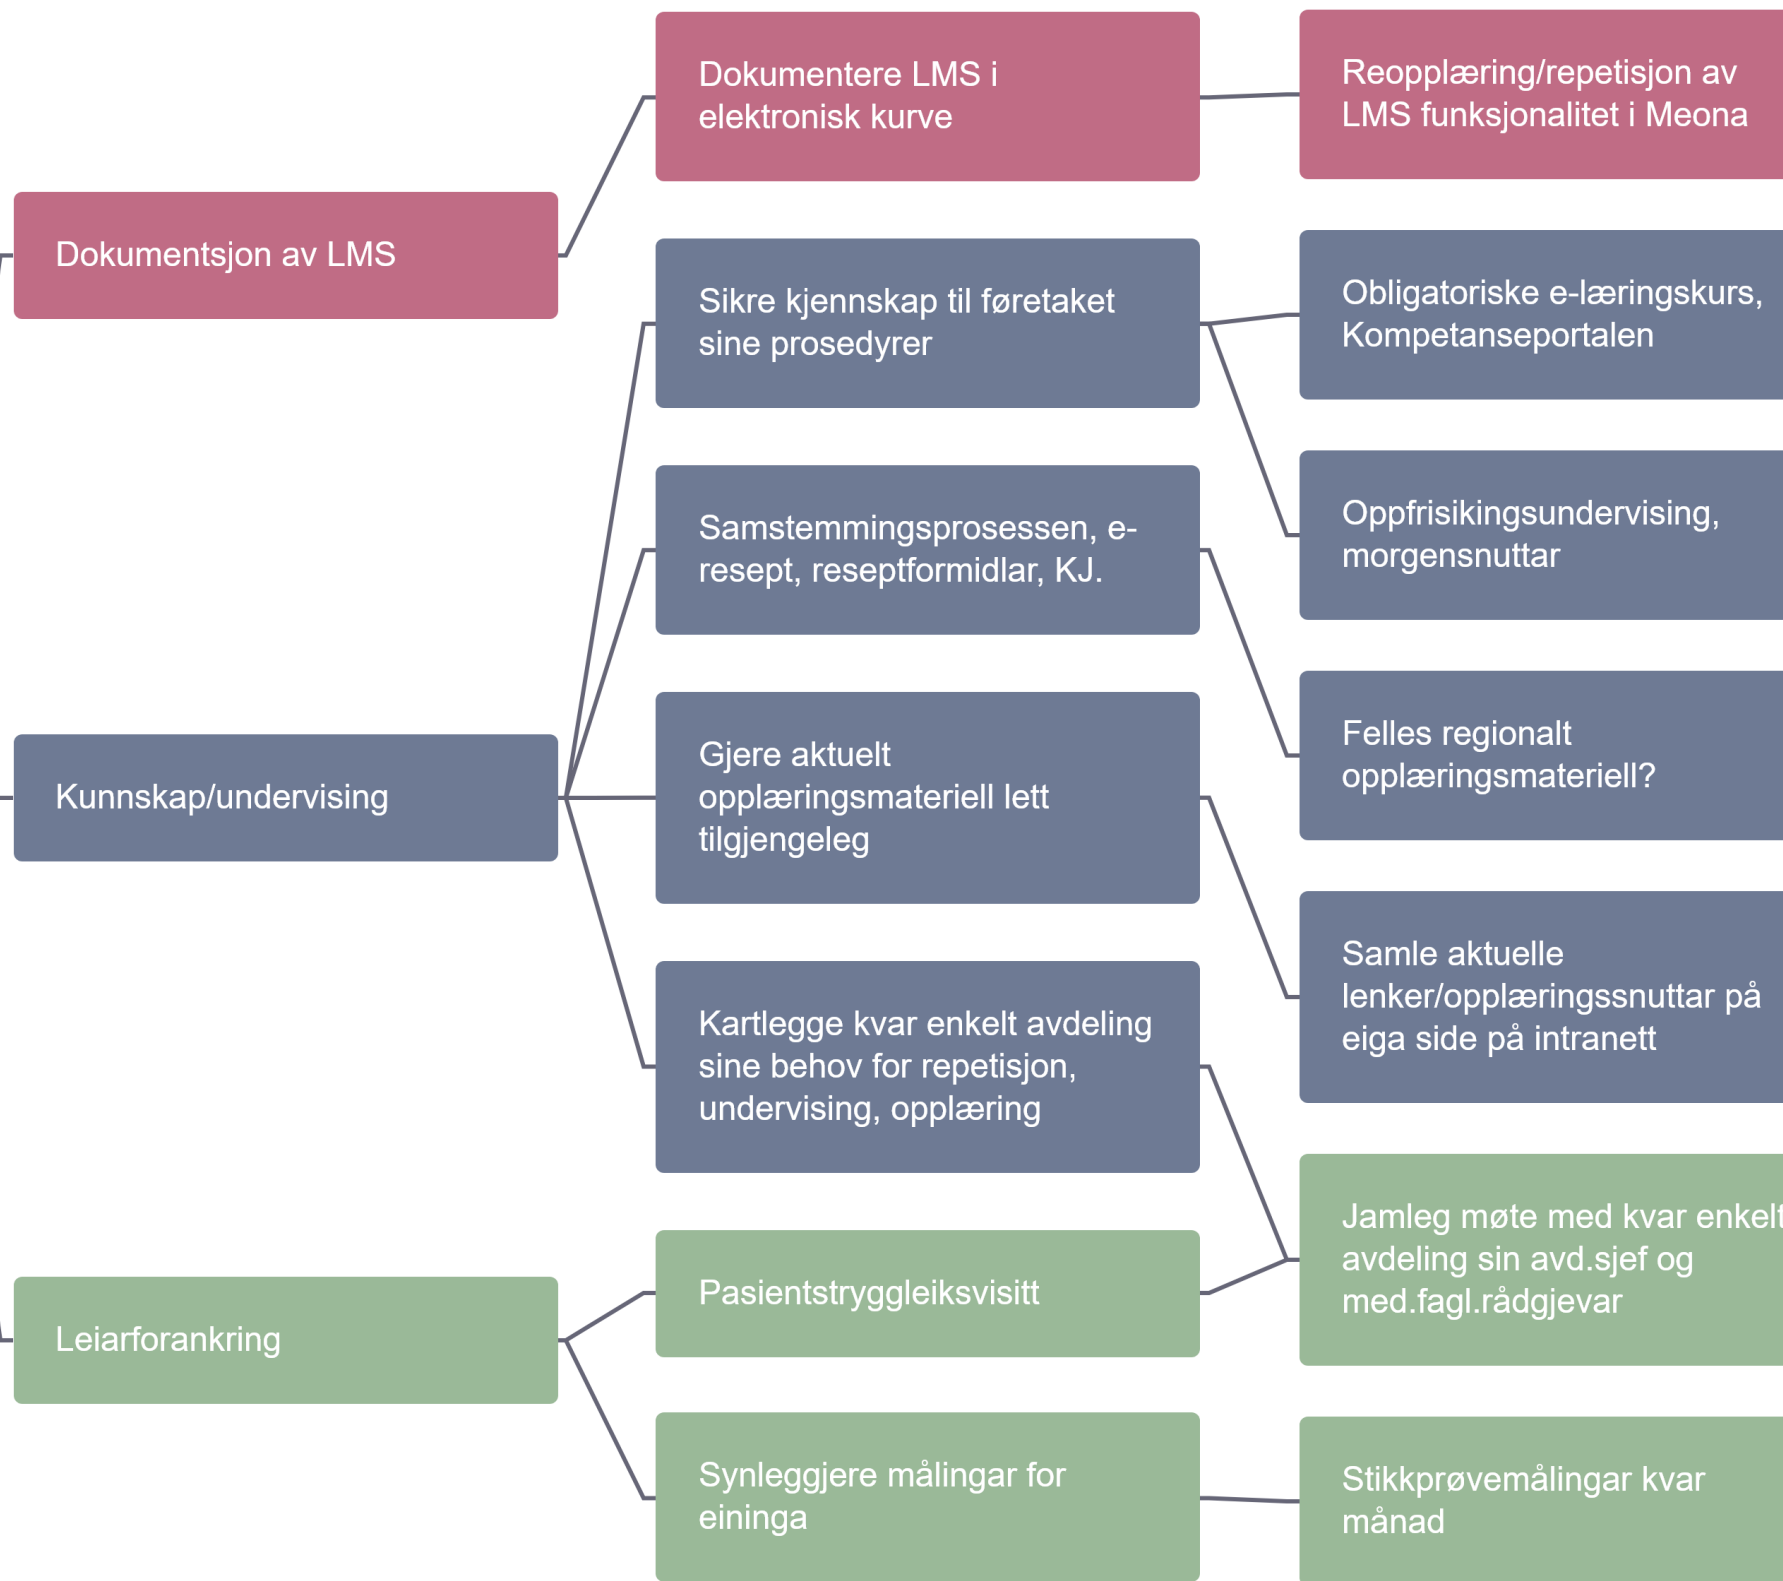 Dokumentsjon av LMS
Kunnskap/undervising
Leiarforankring
Dokumentere LMS i
elektronisk kurve
Sikre kjennskap til føretaket
sine prosedyrer
Samstemmingsprosessen, e-
resept, reseptformidlar, KJ.
Gjere aktuelt
opplæringsmateriell lett
tilgjengeleg
Kartlegge kvar enkelt avdeling
sine behov for repetisjon,
undervising, opplæring
Pasientstryggleiksvisitt
Synleggjere målingar for
eininga
Reopplæring/repetisjon av
LMS funksjonalitet i Meona
Obligatoriske e-læringskurs,
Kompetanseportalen
Oppfrisikingsundervising,
morgensnuttar
Felles regionalt
opplæringsmateriell?
Samle aktuelle
lenker/opplæringssnuttar på
eiga side på intranett
Jamleg møte med kvar enkelt
avdeling sin avd.sjef og
med.fagl.rådgjevar
Stikkprøvemålingar kvar
månad